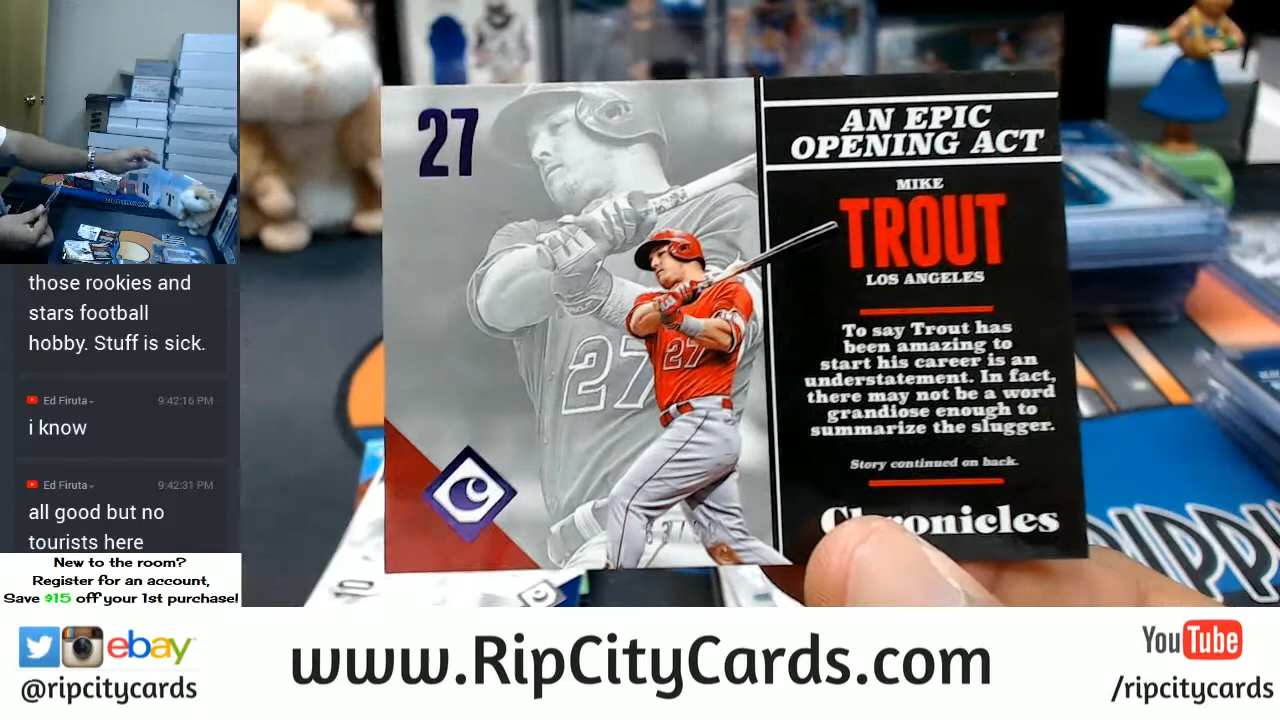 those rookies and
stars football
hobby. Stuff is sick.
Ed Firuta
9:42:16 PM
i know
Ed Firuta
9:42:31 PM
all good but no
tourists here
New to the room?
Register for an account,
Save $15 off your 1st purchase!
27
27
27
AN EPIC
OPENING ACT
MIKE
TROUT
LOS ANGELES
To say Trout has
been amazing to
start his career is an
understatement. In fact,
there may not be a word
grandiose enough to
summarize the slugger.
Story continued on back.
Chronicles
ebay
@ripcitycards
www.RipCityCards.com
YouTube
/ripcitycards